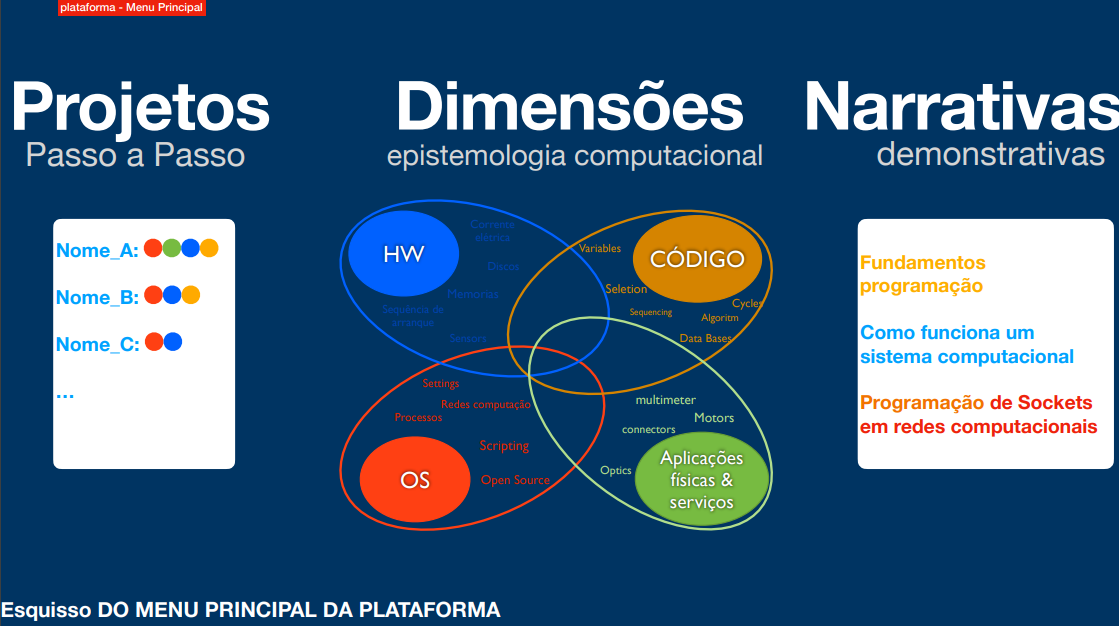 plataforma - Menu Principal
Projetos
Passo a Passo
Dimensões
epistemologia computacional
Narrativas
demonstrativas
Nome_A:
Nome_B:
Nome_C:
...
HW
Corrente
elétrica
Discos
Memorias
Sequência de
arranque
Sensors
CÓDIGO
Variables
Seletion
Sequencing
Cycles
Algoritm
Data Bases
Settings
Redes computação
Processos
Scripting
OS
Open Source
multimeter
Motors
connectors
Optics
Aplicações
físicas &
serviços
Fundamentos
programação
Como funciona um
sistema computacional
Programação de Sockets
em redes computacionais
Esquisso DO MENU PRINCIPAL DA PLATAFORMA